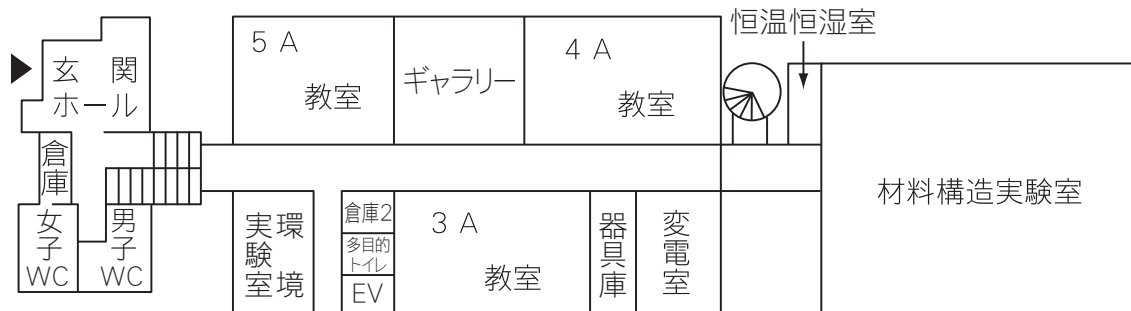 玄 関
ホール
倉庫
女子
WC
男子
WC
5 A
教室
ギャラリー
4 A
教室
恒温恒湿室
材料構造実験室
環境
実験室
倉庫2
多目的
トイレ
EV
3 A
教室
器具庫
変電室